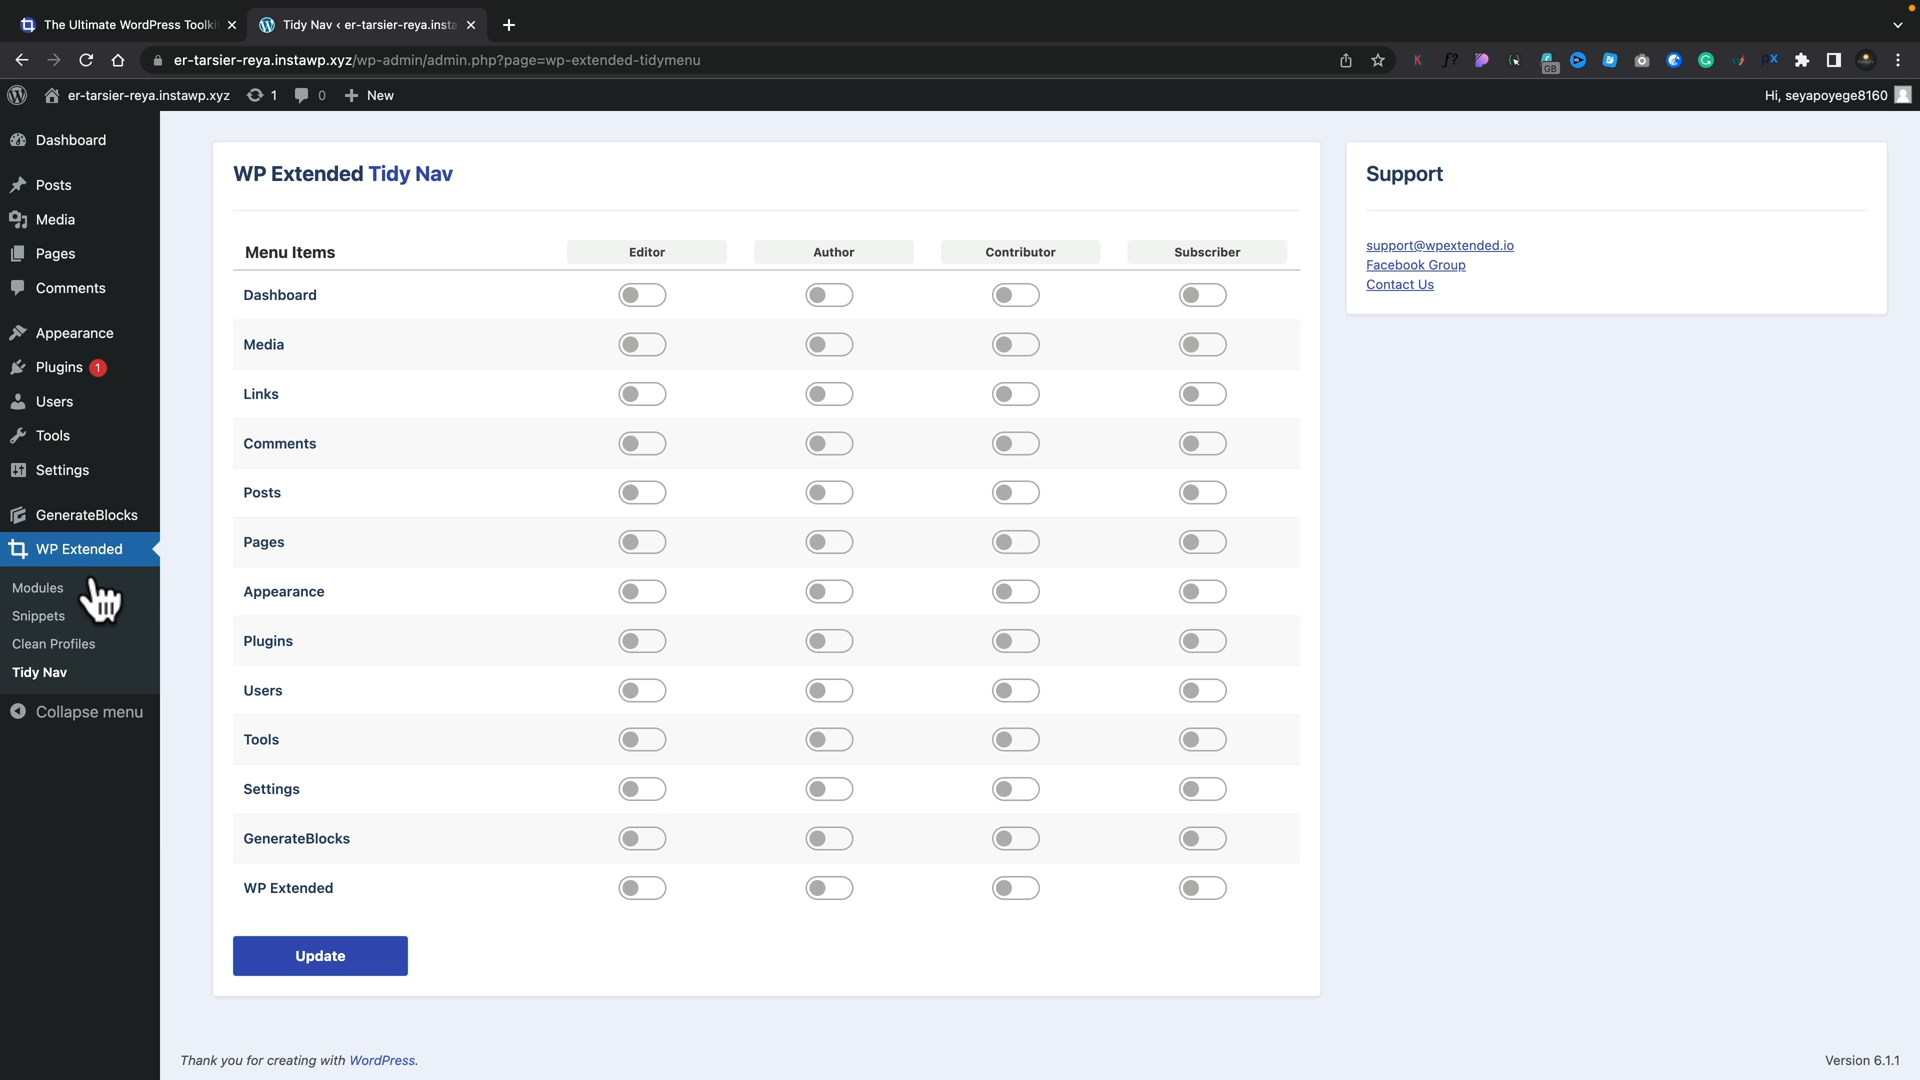 The Ultimate WordPress Toolki
Tidy Nav ‹ er-tarsier-reya.insta
er-tarsier-reya.instawp.xyz/wp-admin/admin.php?page=wp-extended-tidymenu
K
f?
GB
X
er-tarsier-reya.instawp.xyz
1
0
New
Hi, seyapoyege8160
Dashboard
Posts
Media
Pages
Comments
Appearance
Plugins 1
Users
Tools
Settings
GenerateBlocks
WP Extended
Modules
Snippets
Clean Profiles
Tidy Nav
Collapse menu
WP Extended Tidy Nav
Menu Items Editor Author Contributor Subscriber
Dashboard
Media
Links
Comments
Posts
Pages
Appearance
Plugins
Users
Tools
Settings
GenerateBlocks
WP Extended
Update
Support
support@wpextended.io
Facebook Group
Contact Us
Thank you for creating with WordPress.
Version 6.1.1